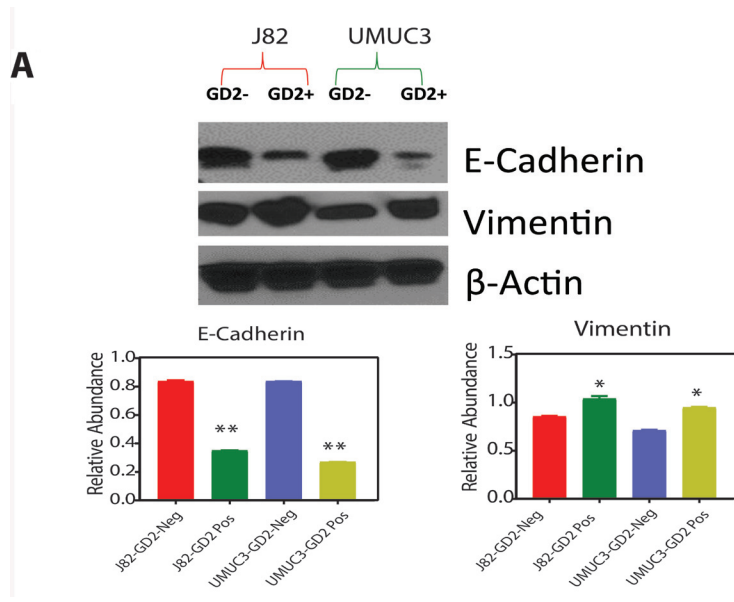 A
J82 UMUC3
GD2- GD2+ GD2- GD2+
E-Cadherin
Vimentin
β-Actin
E-Cadherin
Relative Abundance
1.0
0.8
0.6
0.4
0.2
0.0
**
**
J82-GD2-Neg
J82-GD2 Pos
UMUC3-GD2-Neg
UMUC3-GD2 Pos
Vimentin
Relative Abundance
1.5
1.0
0.5
0.0
*
*
J82-GD2-Neg
J82-GD2 Pos
UMUC3-GD2-Neg
UMUC3-GD2 Pos